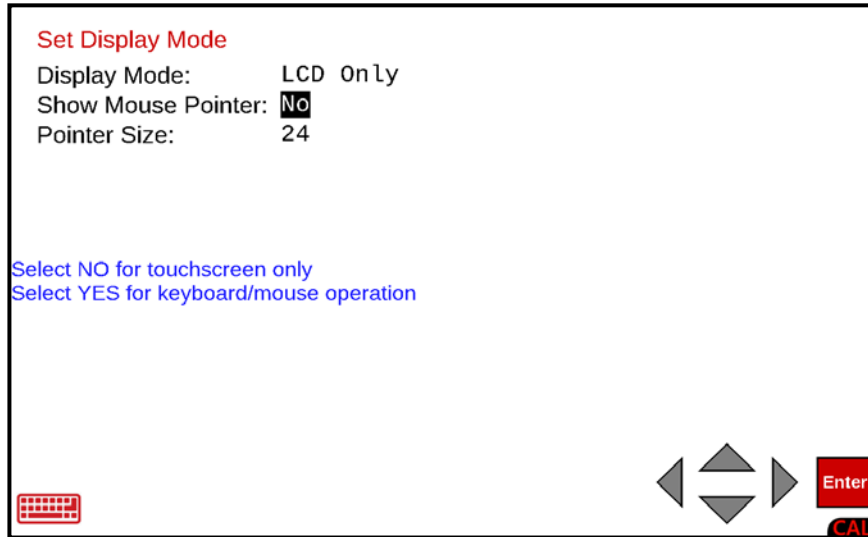 Set Display Mode
Display Mode: LCD Only
Show Mouse Pointer: No
Pointer Size: 24
Select NO for touchscreen only
Select YES for keyboard/mouse operation
Enter
CAL